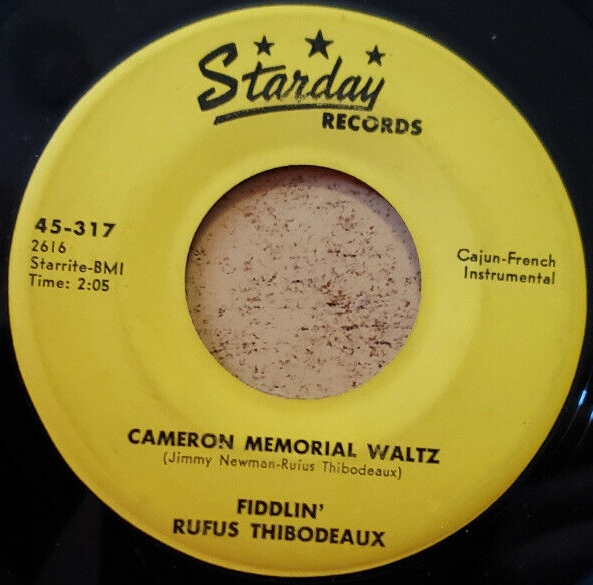 Starday
RECORDS
45-317
2616
Starrite-BMI
Time: 2:05
Cajun-French
Instrumental
CAMERON MEMORIAL WALTZ
(Jimmy Newman-Rufus Thibodeaux)
FIDDLIN'
RUFUS THIBODEAUX